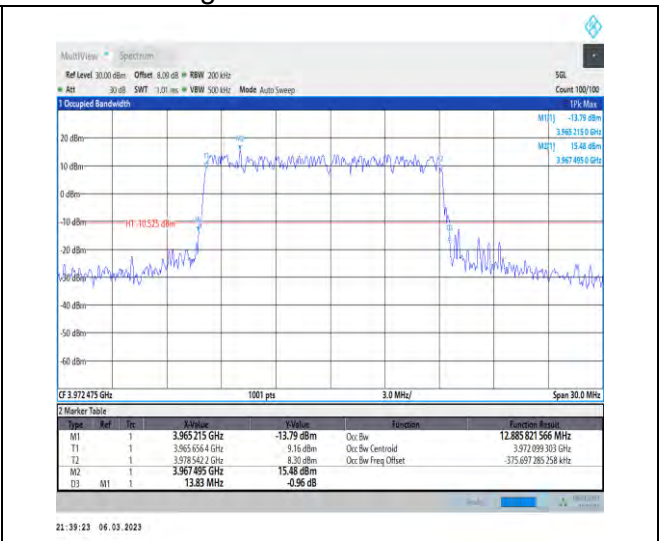 MultiView Spectrum
Ref Level 30.00 dBm Offset 8.00 dB RBW 200 kHz SGL
Att 30 dB SWT 1.01 ms VBW 500 kHz Mode Auto Sweep Count 100/100
1 Occupied Bandwidth 1Pk Max
M1[1] -13.79 dBm
3.965 215 0 GHz
M2[1] 15.48 dBm
3.967 495 0 GHz
20 dBm
10 dBm
0 dBm
-10 dBm
H1 -10.525 dBm
-20 dBm
-30 dBm
-40 dBm
-50 dBm
-60 dBm
CF 3.972 475 GHz 1001 pts 3.0 MHz/ Span 30.0 MHz
2 Marker Table
Type Ref Trc X-Value Y-Value Function Function Result
M1 1 3.965 215 GHz -13.79 dBm Occ Bw 12.885 821 566 MHz
T1 1 3.965 656 4 GHz 9.16 dBm Occ Bw Centroid 3.972 099 303 GHz
T2 1 3.978 542 2 GHz 8.30 dBm Occ Bw Freq Offset -375.697 285 258 kHz
M2 1 3.967 495 GHz 15.48 dBm
D3 M1 1 13.83 MHz -0.96 dB
21:39:23 06.03.2023